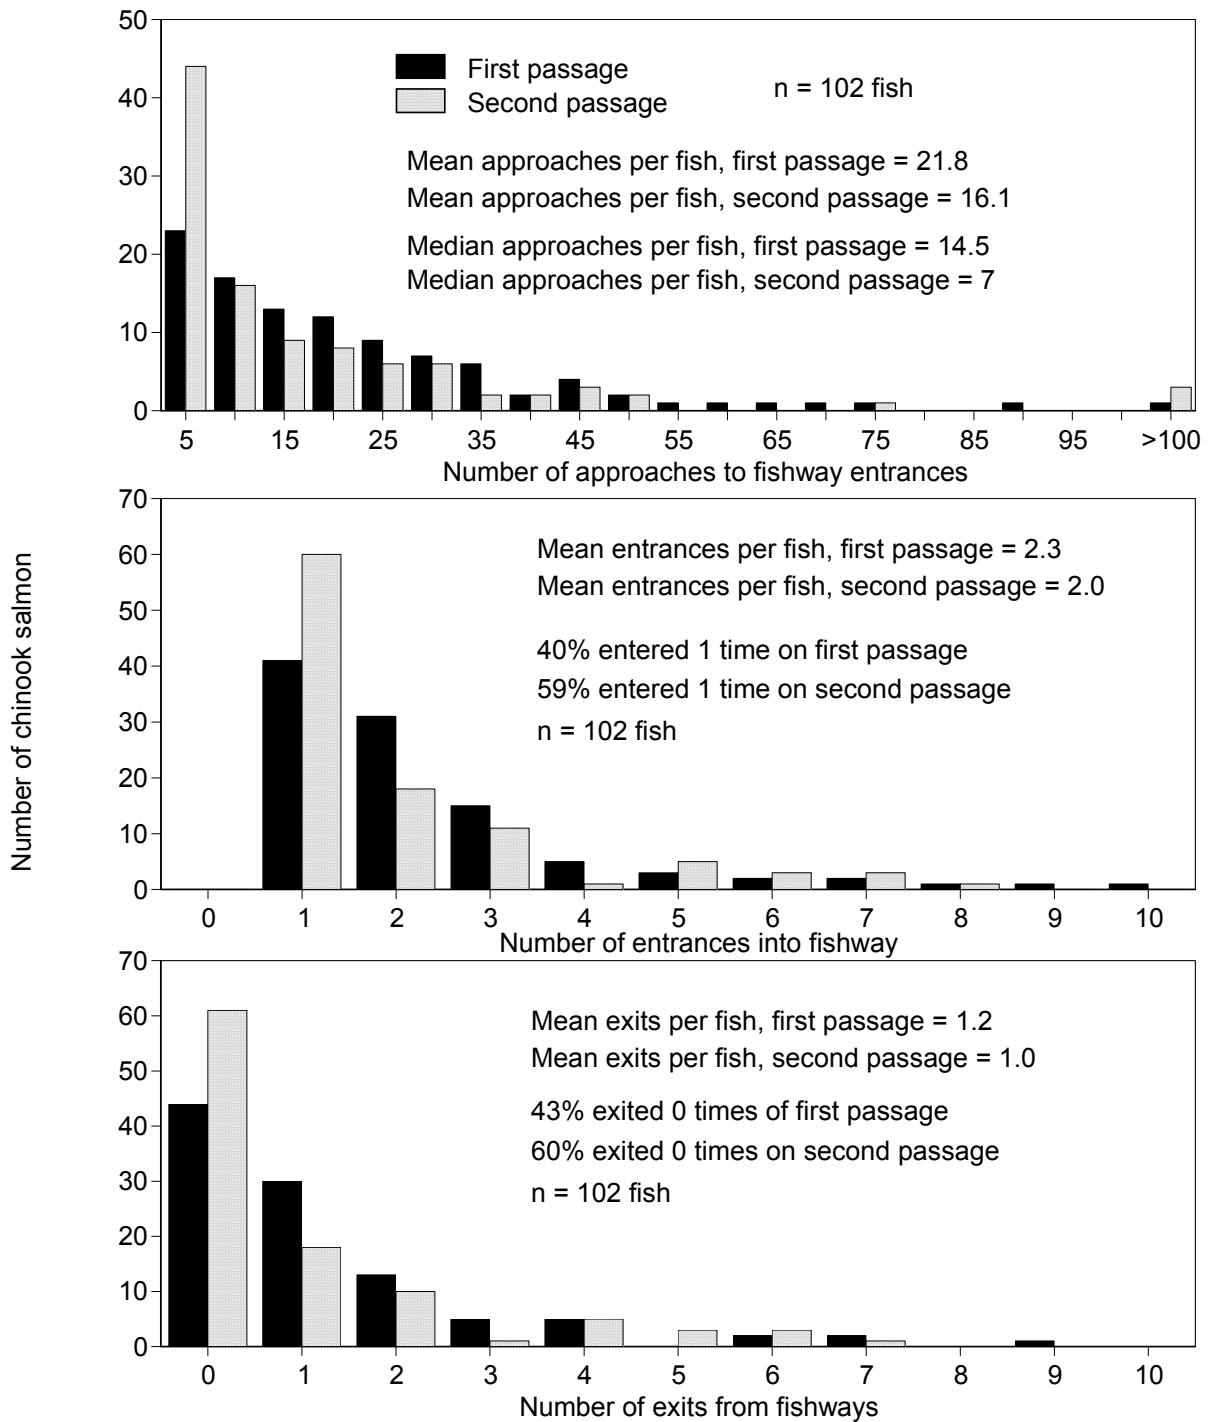 50
40
30
20
10
0
First passage
Second passage
n = 102 fish
Mean approaches per fish, first passage = 21.8
Mean approaches per fish, second passage = 16.1
Median approaches per fish, first passage = 14.5
Median approaches per fish, second passage = 7
5 15 25 35 45 55 65 75 85 95 >100
Number of approaches to fishway entrances
Number of chinook salmon
70
60
50
40
30
20
10
0
Mean entrances per fish, first passage = 2.3
Mean entrances per fish, second passage = 2.0
40% entered 1 time on first passage
59% entered 1 time on second passage
n = 102 fish
0 1 2 3 4 5 6 7 8 9 10
Number of entrances into fishway
70
60
50
40
30
20
10
0
Mean exits per fish, first passage = 1.2
Mean exits per fish, second passage = 1.0
43% exited 0 times of first passage
60% exited 0 times on second passage
n = 102 fish
0 1 2 3 4 5 6 7 8 9 10
Number of exits from fishways